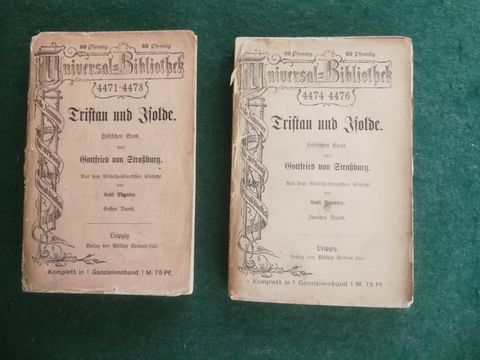 60 Pfennig 60 Pfennig
Universal-Bibliothek
4471-4473
Tristan und Isolde.
Höfisches Epos
von
Gottfried von Straßburg.
Aus dem Mittelhochdeutschen übersetzt
von
Karl Pannier.
Erster Band.
Leipzig
Verlag von Philipp Reclam jun.
Komplett in 1 Ganzleinenband 1 M. 75 Pf.
60 Pfennig 60 Pfennig
Universal-Bibliothek
4474 4476
Tristan und Isolde.
Höfisches Epos
von
Gottfried von Straßburg.
Aus dem Mittelhochdeutschen übersetzt
von
Karl Pannier.
Zweiter Band.
Leipzig
Verlag von Philipp Reclam jun.
Komplett in 1 Ganzleinenband 1 M. 75 Pf.